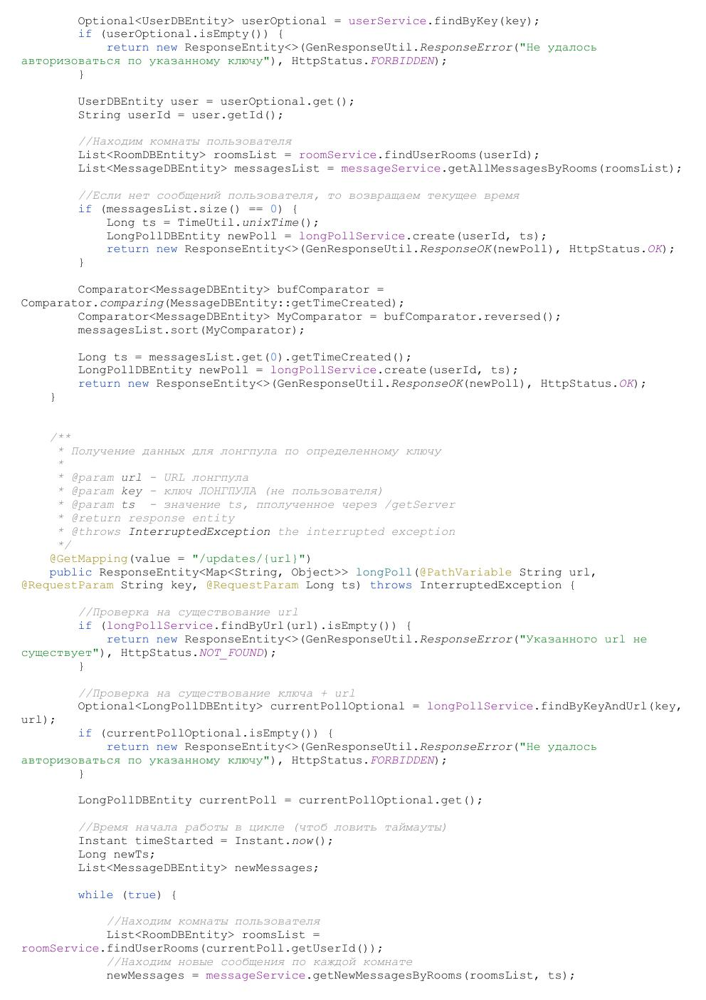 Optional<UserDBEntity> userOptional = userService.findByKey(key);
if (userOptional.isEmpty()) {
return new ResponseEntity<>(GenResponseUtil.ResponseError("Не удалось
авторизоваться по указанному ключу"), HttpStatus.FORBIDDEN);
}
UserDBEntity user = userOptional.get();
String userId = user.getId();
//Находим комнаты пользователя
List<RoomDBEntity> roomsList = roomService.findUserRooms(userId);
List<MessageDBEntity> messagesList = messageService.getAllMessagesByRooms(roomsList);
//Если нет сообщений пользователя, то возвращаем текущее время
if (messagesList.size() == 0) {
Long ts = TimeUtil.unixTime();
LongPollDBEntity newPoll = longPollService.create(userId, ts);
return new ResponseEntity<>(GenResponseUtil.ResponseOK(newPoll), HttpStatus.OK);
}
Comparator<MessageDBEntity> bufComparator =
Comparator.comparing(MessageDBEntity::getTimeCreated);
Comparator<MessageDBEntity> MyComparator = bufComparator.reversed();
messagesList.sort(MyComparator);
Long ts = messagesList.get(0).getTimeCreated();
LongPollDBEntity newPoll = longPollService.create(userId, ts);
return new ResponseEntity<>(GenResponseUtil.ResponseOK(newPoll), HttpStatus.OK);
}
/**
* Получение данных для лонгпула по определенному ключу
*
* @param url - URL лонгпула
* @param key - ключ ЛОНГПУЛА (не пользователя)
* @param ts  - значение ts, пполученное через /getServer
* @return response entity
* @throws InterruptedException the interrupted exception
*/
@GetMapping(value = "/updates/{url}")
public ResponseEntity<Map<String, Object>> longPoll(@PathVariable String url,
@RequestParam String key, @RequestParam Long ts) throws InterruptedException {
//Проверка на существование url
if (longPollService.findByUrl(url).isEmpty()) {
return new ResponseEntity<>(GenResponseUtil.ResponseError("Указанного url не
существует"), HttpStatus.NOT_FOUND);
}
//Проверка на существование ключа + url
Optional<LongPollDBEntity> currentPollOptional = longPollService.findByKeyAndUrl(key,
url);
if (currentPollOptional.isEmpty()) {
return new ResponseEntity<>(GenResponseUtil.ResponseError("Не удалось
авторизоваться по указанному ключу"), HttpStatus.FORBIDDEN);
}
LongPollDBEntity currentPoll = currentPollOptional.get();
//Время начала работы в цикле (чтоб ловить таймауты)
Instant timeStarted = Instant.now();
Long newTs;
List<MessageDBEntity> newMessages;
while (true) {
//Находим комнаты пользователя
List<RoomDBEntity> roomsList =
roomService.findUserRooms(currentPoll.getUserId());
//Находим новые сообщения по каждой комнате
newMessages = messageService.getNewMessagesByRooms(roomsList, ts);